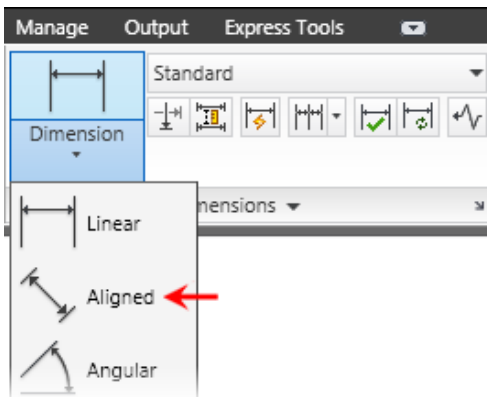 Manage Output Express Tools
Standard
Dimension
mensions
Linear
Aligned
Angular